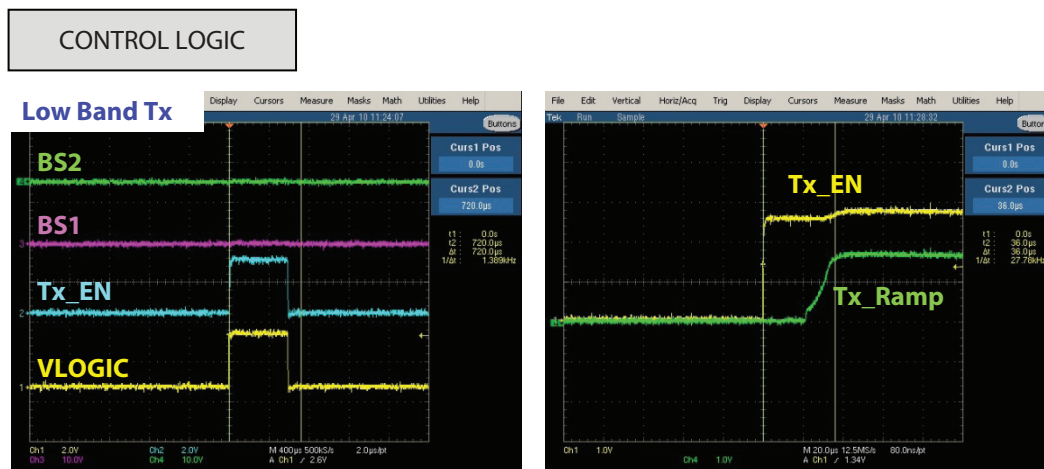 CONTROL LOGIC
Low Band Tx
Display Cursors Measure Masks Math Utilities Help
29 Apr 10 11:24:07
Buttons
BS2
BS1
Tx_EN
VLOGIC
Curs1 Pos
0.0s
Curs2 Pos
720.0µs
t1: 0.0s
t2: 720.0µs
Δt: 720.0µs
1/Δt: 1.389kHz
4
3
2
1
Ch1 2.0V Ch2 2.0V M 400µs 500kS/s 2.0µs/pt
Ch3 10.0V Ch4 10.0V A Ch1 / 2.6V
File Edit Vertical Horiz/Acq Trig Display Cursors Measure Masks Math Utilities Help
Tek Run Sample 29 Apr 10 11:28:32
Button
Tx_EN
Tx_Ramp
Curs1 Pos
0.0s
Curs2 Pos
36.0µs
t1: 0.0s
t2: 36.0µs
Δt: 36.0µs
1/Δt: 27.78kHz
Ch1 1.0V M 20.0µs 12.5MS/s 80.0ns/pt
Ch4 1.0V A Ch1 / 1.34V